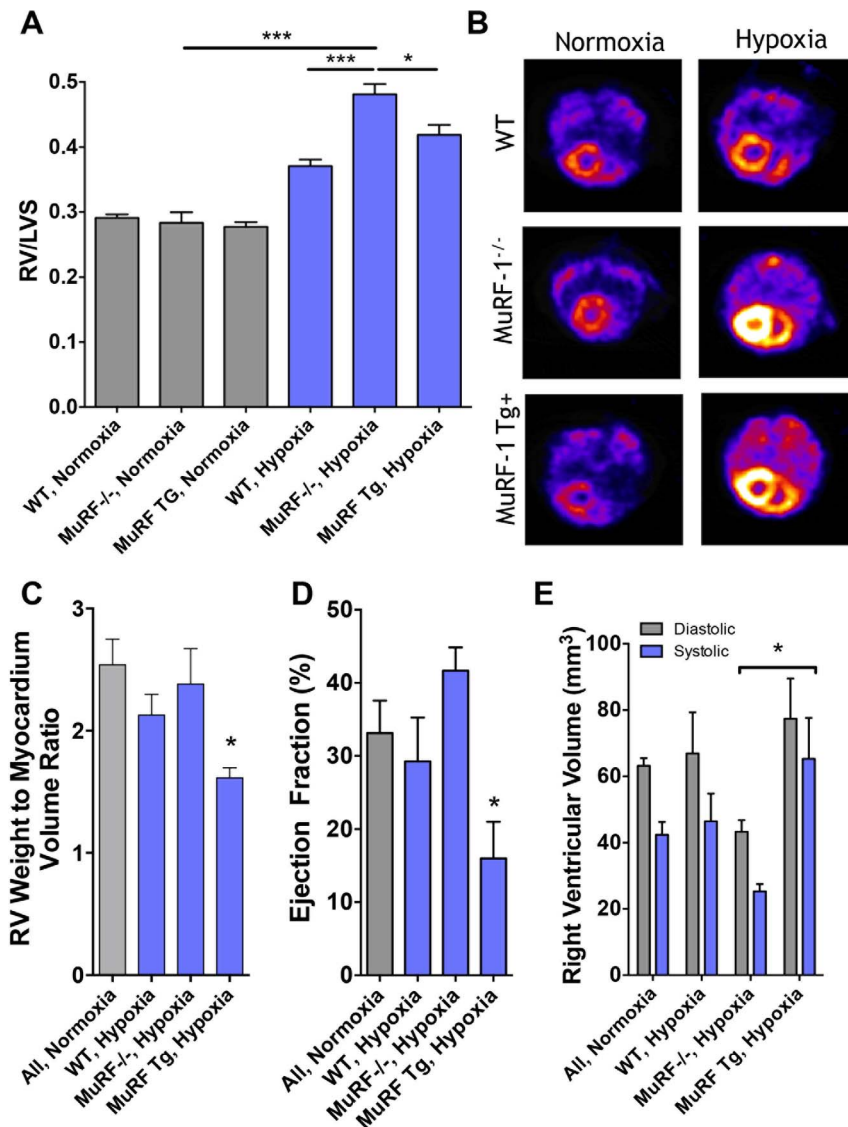 A
***
***
*
RV/LVS
0.5
0.4
0.3
0.2
0.1
0.0
WT, Normoxia
MuRF-/-, Normoxia
MuRF TG, Normoxia
WT, Hypoxia
MuRF-/-, Hypoxia
MuRF Tg, Hypoxia
B
Normoxia
Hypoxia
WT
MuRF-1-/-
MuRF-1 Tg+
C
RV Weight to Myocardium
Volume Ratio
3
2
1
0
*
All, Normoxia
WT, Hypoxia
MuRF-/-, Hypoxia
MuRF Tg, Hypoxia
D
Ejection Fraction (%)
50
40
30
20
10
0
*
All, Normoxia
WT, Hypoxia
MuRF-/-, Hypoxia
MuRF Tg, Hypoxia
E
Right Ventricular Volume (mm³)
Diastolic
Systolic
100
80
60
40
20
0
*
All, Normoxia
WT, Hypoxia
MuRF-/-, Hypoxia
MuRF Tg, Hypoxia